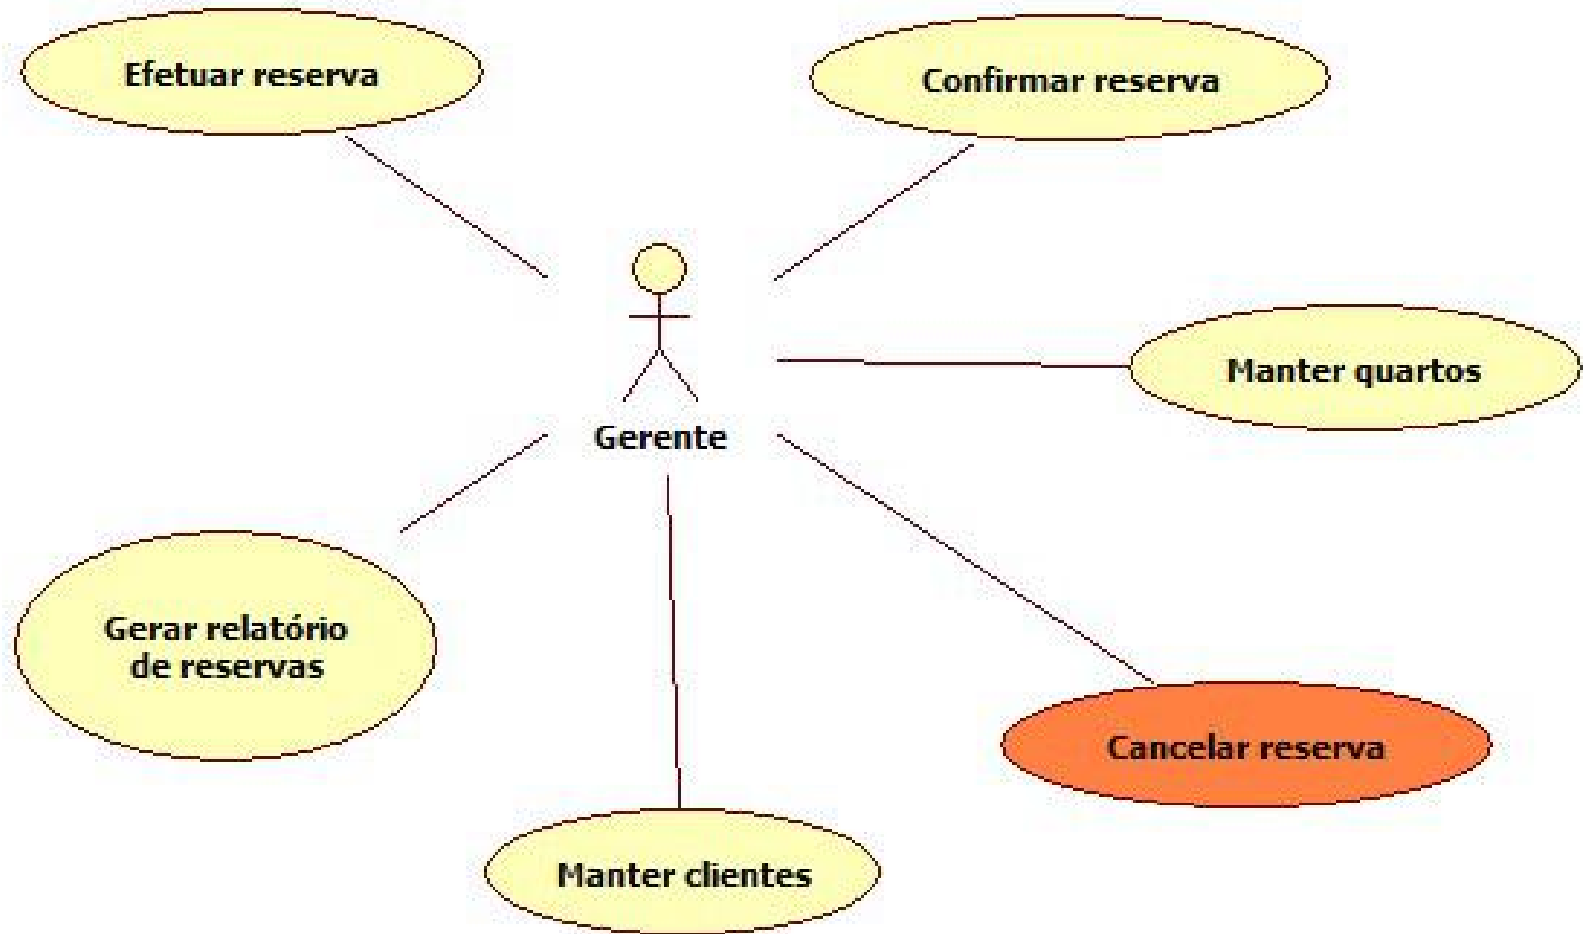 Efetuar reserva
Confirmar reserva
Manter quartos
Gerente
Gerar relatório
de reservas
Cancelar reserva
Manter clientes